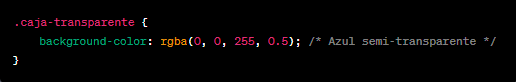 .caja-transparente {
    background-color: rgba(0, 0, 255, 0.5); /* Azul semi-transparente */
}